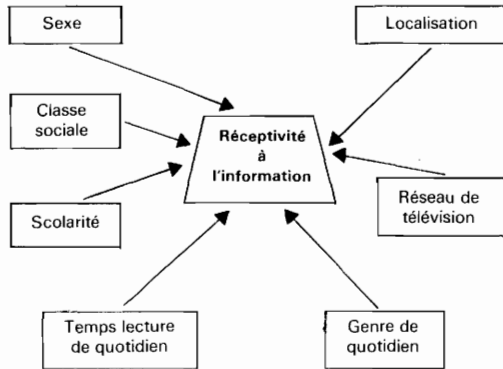 Sexe
Localisation
Classe
sociale
Réceptivité
à
l'information
Scolarité
Réseau de
télévision
Temps lecture
de quotidien
Genre de
quotidien